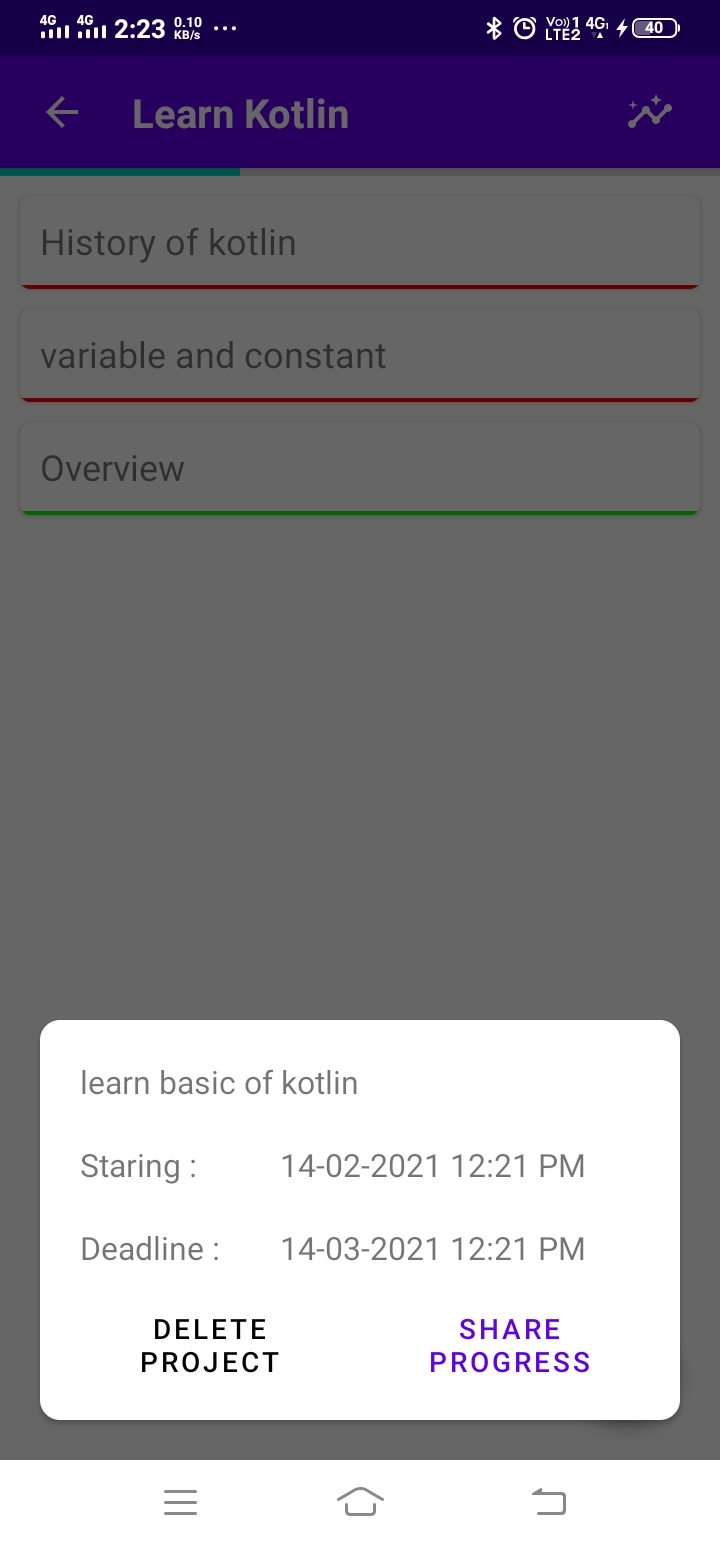 4G 4G 2:23 0.10 KB/s ... Vo)) 1 LTE2 4G 40
Learn Kotlin
History of kotlin
variable and constant
Overview
learn basic of kotlin
Staring : 14-02-2021 12:21 PM
Deadline : 14-03-2021 12:21 PM
DELETE PROJECT
SHARE PROGRESS